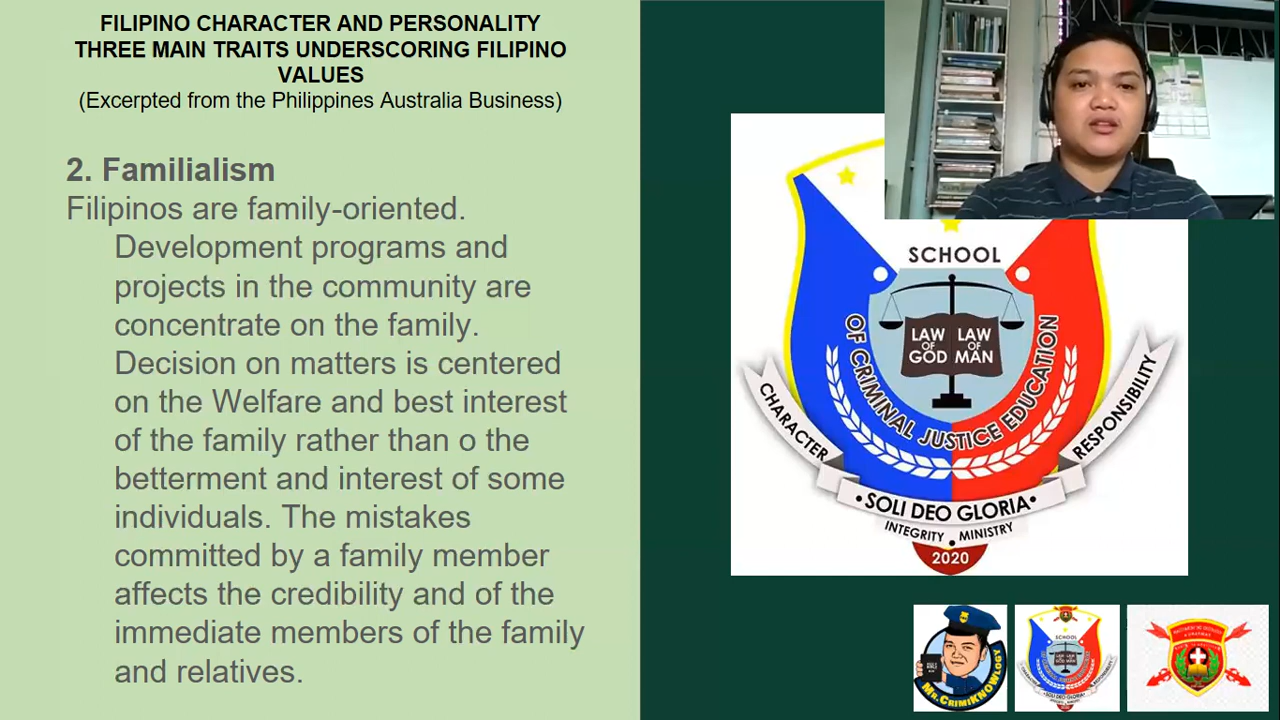 FILIPINO CHARACTER AND PERSONALITY
THREE MAIN TRAITS UNDERSCORING FILIPINO
VALUES
(Excerpted from the Philippines Australia Business)
2. Familialism
Filipinos are family-oriented.
Development programs and
projects in the community are
concentrate on the family.
Decision on matters is centered
on the Welfare and best interest
of the family rather than o the
betterment and interest of some
individuals. The mistakes
committed by a family member
affects the credibility and of the
immediate members of the family
and relatives.
SCHOOL
OF CRIMINAL JUSTICE EDUCATION
LAW OF GOD
LAW OF MAN
CHARACTER
RESPONSIBILITY
•SOLI DEO GLORIA•
INTEGRITY • MINISTRY
2020
MR. CRIMIKNOWLOGY
SCHOOL